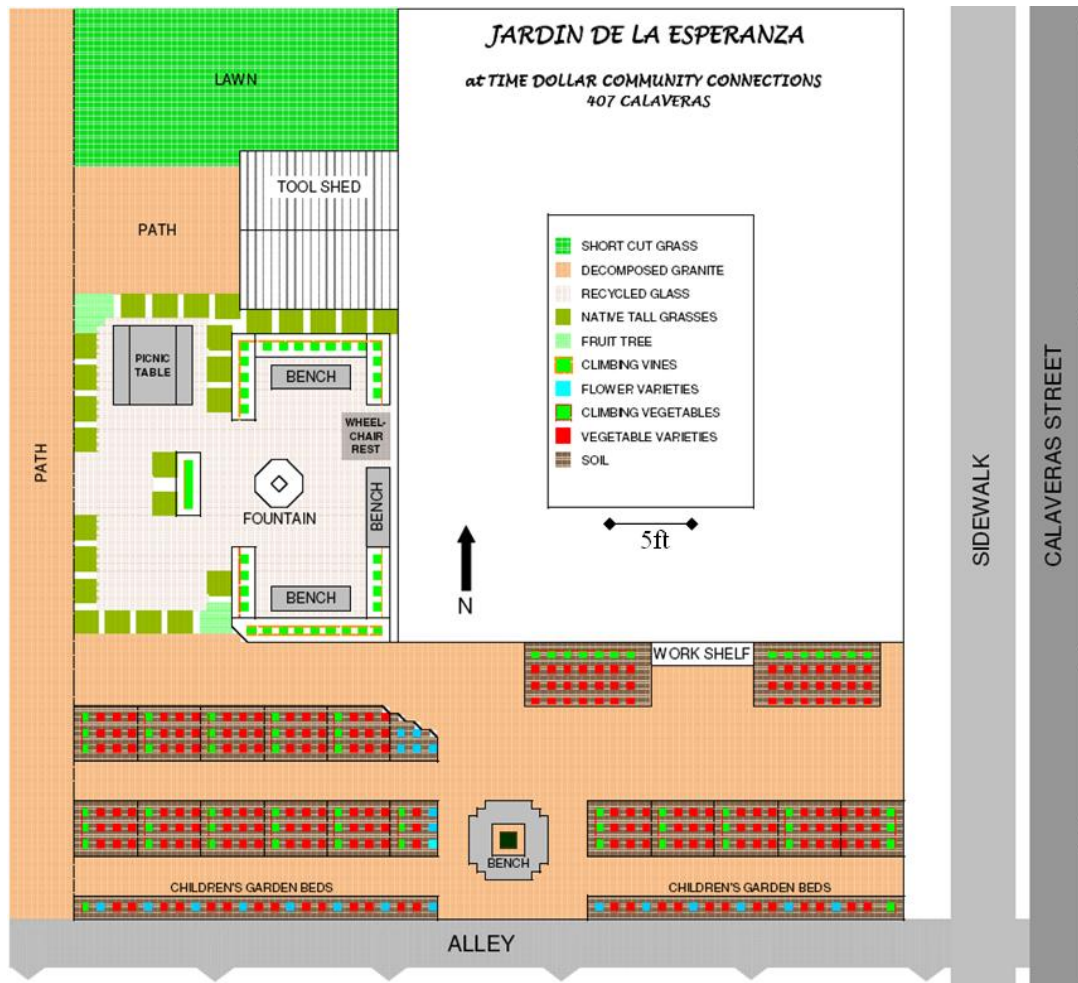 JARDIN DE LA ESPERANZA
at TIME DOLLAR COMMUNITY CONNECTIONS
407 CALAVERAS
LAWN
TOOL SHED
PATH
SHORT CUT GRASS
DECOMPOSED GRANITE
RECYCLED GLASS
NATIVE TALL GRASSES
FRUIT TREE
CLIMBING VINES
FLOWER VARIETIES
CLIMBING VEGETABLES
VEGETABLE VARIETIES
SOIL
PICNIC
TABLE
BENCH
WHEEL-
CHAIR
REST
PATH
FOUNTAIN
BENCH
BENCH
5ft
N
SIDEWALK
CALAVERAS STREET
WORK SHELF
BENCH
CHILDREN'S GARDEN BEDS
CHILDREN'S GARDEN BEDS
ALLEY